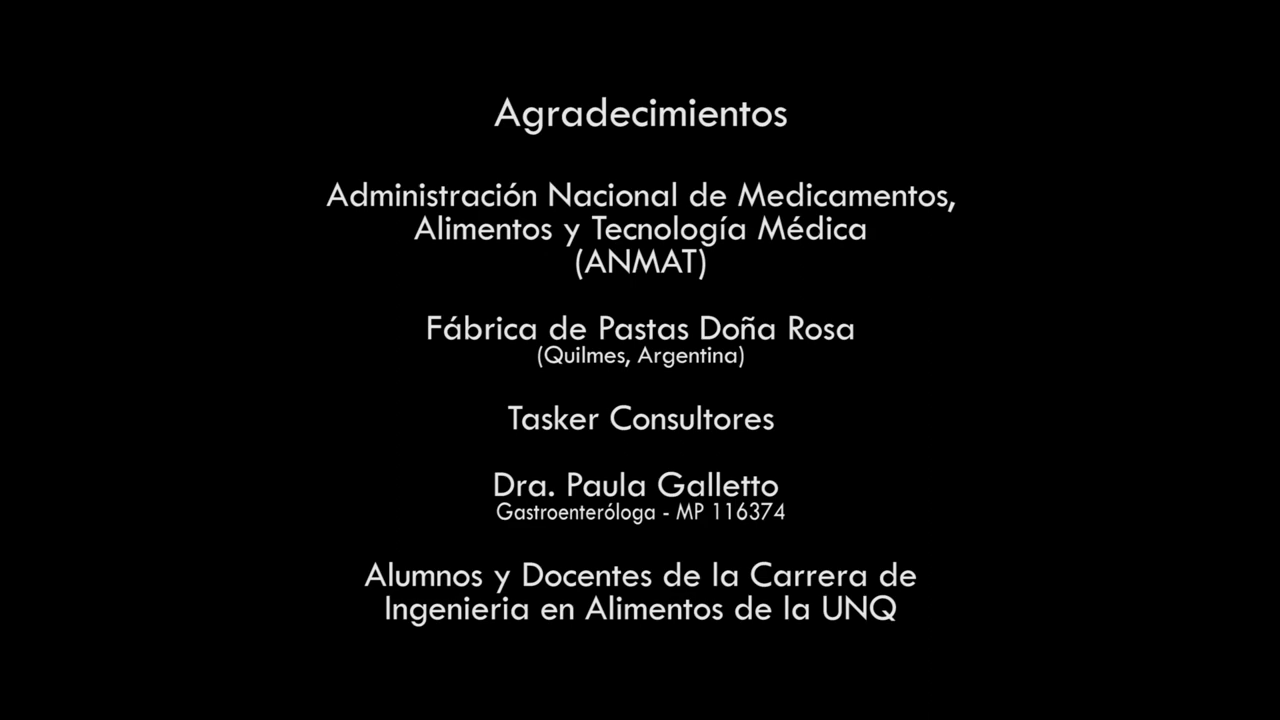 Agradecimientos
Administración Nacional de Medicamentos,
Alimentos y Tecnología Médica
(ANMAT)
Fábrica de Pastas Doña Rosa
(Quilmes, Argentina)
Tasker Consultores
Dra. Paula Galletto
Gastroenteróloga - MP 116374
Alumnos y Docentes de la Carrera de
Ingenieria en Alimentos de la UNQ